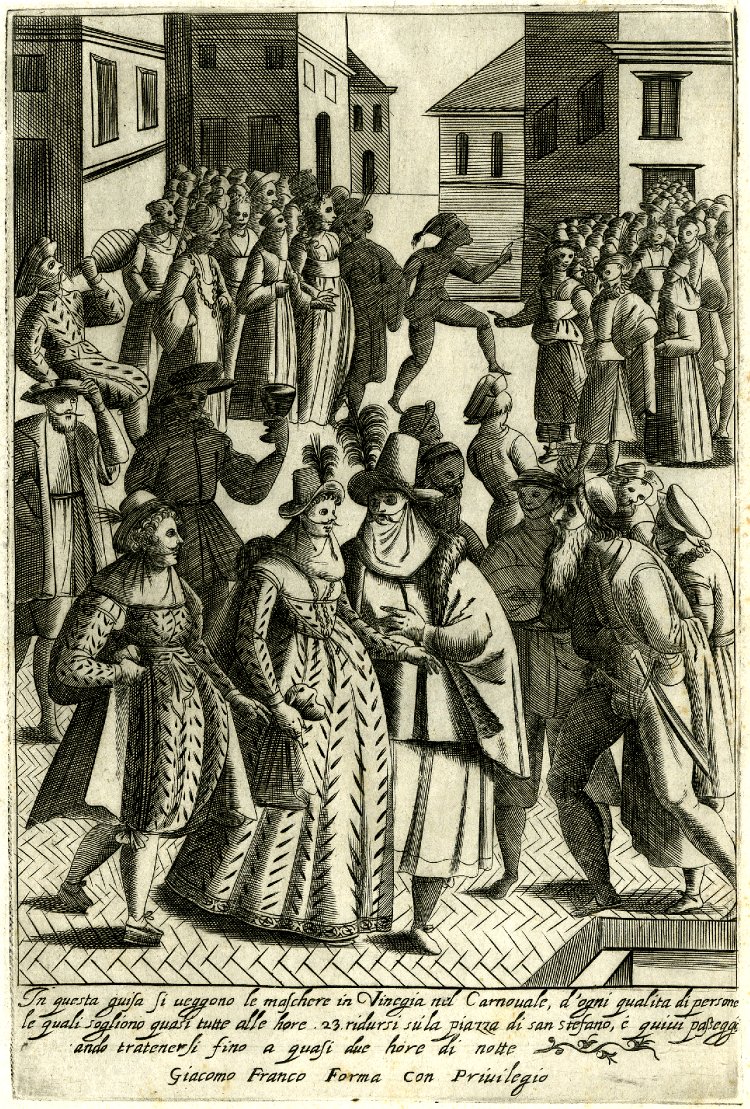 In questa guisa si ueggono le maschere in Vinegia nel Carnouale, d'ogni qualita di persone
le quali sogliono quasi tutte alle hore .23. ridursi sù la piazza di san stefano, e quiui passeggi
ando tratenersi fino a quasi due hore di notte
Giacomo Franco Forma Con Priuilegio